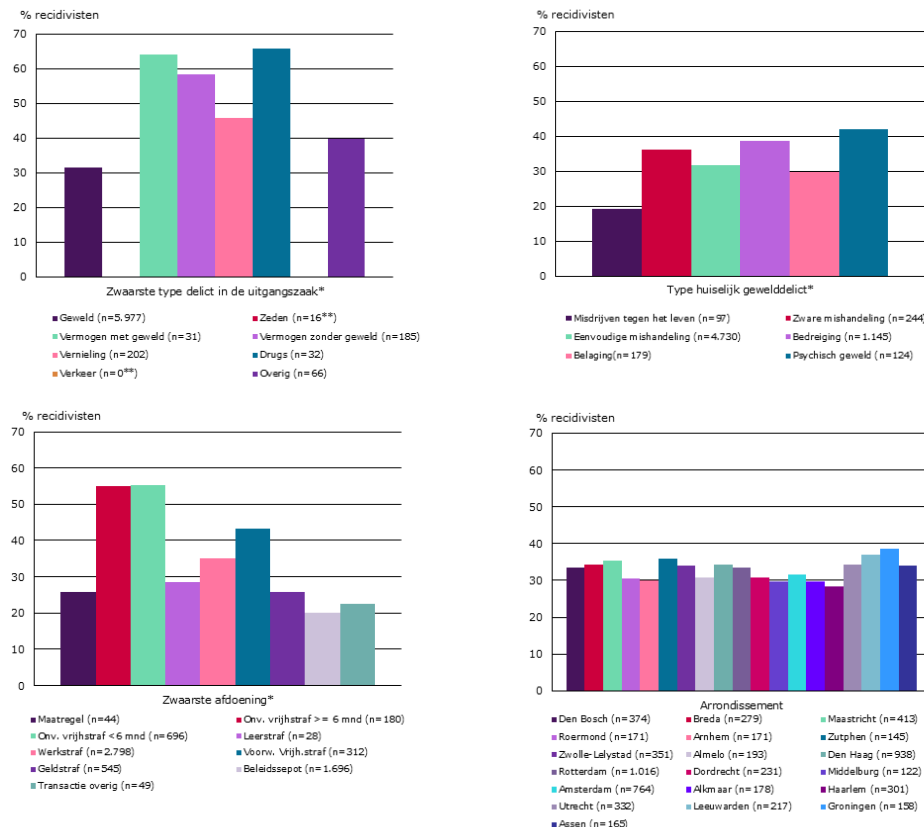 % recidivisten
70
60
50
40
30
20
10
0
Zwaarste type delict in de uitgangszaak*
Geweld (n=5.977) Zeden (n=16**)
Vermogen met geweld (n=31) Vermogen zonder geweld (n=185)
Vernieling (n=202) Drugs (n=32)
Verkeer (n=0**) Overig (n=66)
% recidivisten
70
60
50
40
30
20
10
0
Type huiselijk gewelddelict*
Misdrijven tegen het leven (n=97) Zware mishandeling (n=244)
Eenvoudige mishandeling (n=4.730) Bedreiging (n=1.145)
Belaging(n=179) Psychisch geweld (n=124)
% recidivisten
70
60
50
40
30
20
10
0
Zwaarste afdoening*
Maatregel (n=44) Onv. vrijhstraf >= 6 mnd (n=180)
Onv. vrijhstraf <6 mnd (n=696) Leerstraf (n=28)
Werkstraf (n=2.798) Voorw. Vrijh.straf (n=312)
Geldstraf (n=545) Beleidssepot (n=1.696)
Transactie overig (n=49)
% recidivisten
70
60
50
40
30
20
10
0
Arrondissement
Den Bosch (n=374) Breda (n=279) Maastricht (n=413)
Roermond (n=171) Arnhem (n=171) Zutphen (n=145)
Zwolle-Lelystad (n=351) Almelo (n=193) Den Haag (n=938)
Rotterdam (n=1.016) Dordrecht (n=231) Middelburg (n=122)
Amsterdam (n=764) Alkmaar (n=178) Haarlem (n=301)
Utrecht (n=332) Leeuwarden (n=217) Groningen (n=158)
Assen (n=165)